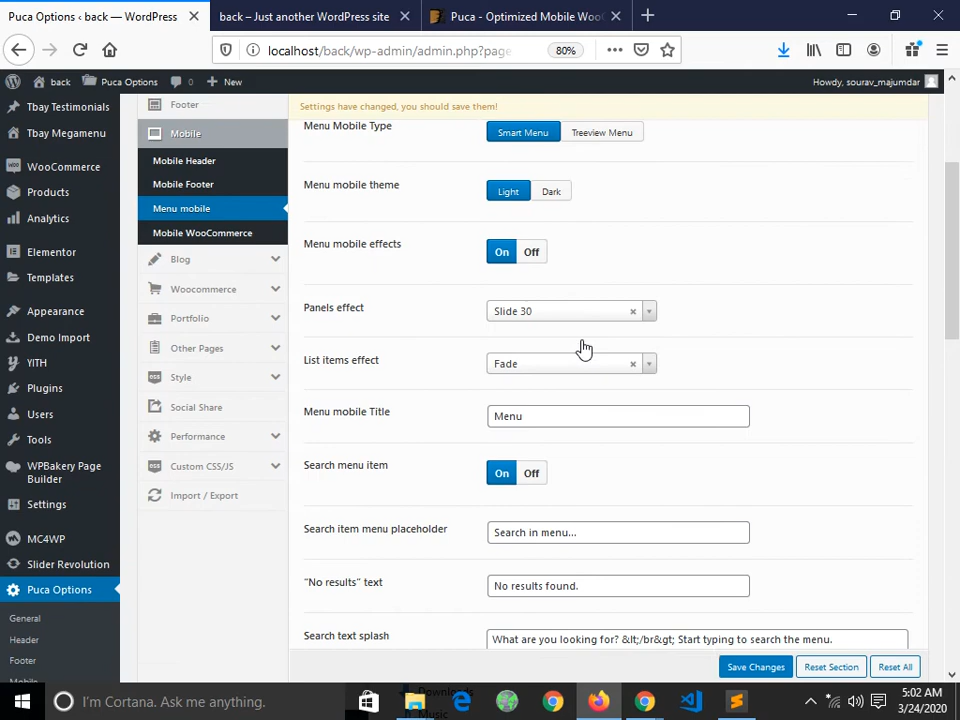 Puca Options ‹ back — WordPress
back – Just another WordPress site
Puca - Optimized Mobile Woo
localhost/back/wp-admin/admin.php?page
80%
back
Puca Options
0
New
Howdy, sourav_majumdar
Tbay Testimonials
Tbay Megamenu
WooCommerce
Products
Analytics
Elementor
Templates
Appearance
Demo Import
YITH
Plugins
Users
Tools
WPBakery Page
Builder
Settings
MC4WP
Slider Revolution
Puca Options
General
Header
Footer
Mobile
Footer
Mobile
Mobile Header
Mobile Footer
Menu mobile
Mobile WooCommerce
Blog
Woocommerce
Portfolio
Other Pages
Style
Social Share
Performance
Custom CSS/JS
Import / Export
Settings have changed, you should save them!
Menu Mobile Type
Smart Menu
Treeview Menu
Menu mobile theme
Light
Dark
Menu mobile effects
On
Off
Panels effect
Slide 30
List items effect
Fade
Menu mobile Title
Menu
Search menu item
On
Off
Search item menu placeholder
Search in menu...
"No results" text
No results found.
Search text splash
What are you looking for? &lt;/br&gt; Start typing to search the menu.
Save Changes
Reset Section
Reset All
I'm Cortana. Ask me anything.
Downloads
Music
5:02 AM
3/24/2020